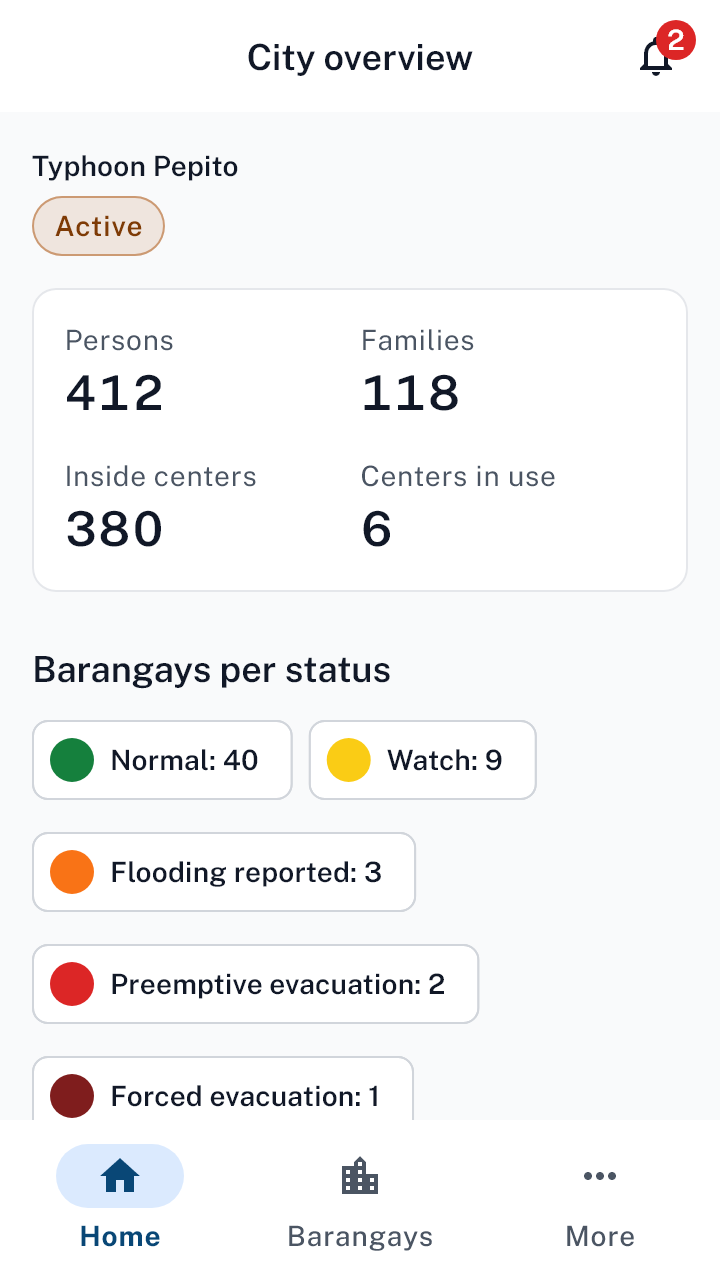 City overview
2
Typhoon Pepito
Active
Persons
Families
412
118
Inside centers
Centers in use
380
6
Barangays per status
Normal: 40
Watch: 9
Flooding reported: 3
Preemptive evacuation: 2
Forced evacuation: 1
Home
Barangays
More